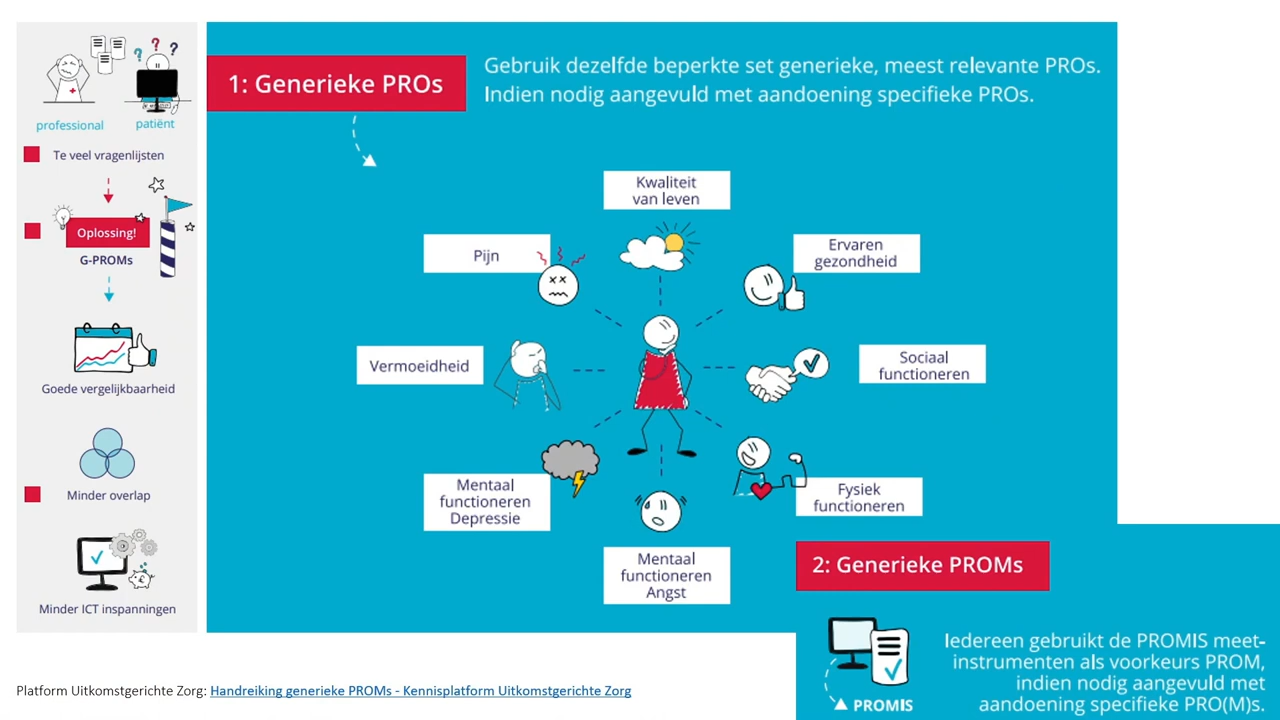 professional
patiënt
Te veel vragenlijsten
Oplossing!
G-PROMs
Goede vergelijkbaarheid
Minder overlap
Minder ICT inspanningen
1: Generieke PROs
Gebruik dezelfde beperkte set generieke, meest relevante PROs.
Indien nodig aangevuld met aandoening specifieke PROs.
Kwaliteit
van leven
Pijn
Ervaren
gezondheid
Vermoeidheid
Sociaal
functioneren
Mentaal
functioneren
Depressie
Fysiek
functioneren
Mentaal
functioneren
Angst
2: Generieke PROMs
PROMIS
Iedereen gebruikt de PROMIS meet-
instrumenten als voorkeurs PROM,
indien nodig aangevuld met
aandoening specifieke PRO(M)s.
Platform Uitkomstgerichte Zorg: Handreiking generieke PROMs - Kennisplatform Uitkomstgerichte Zorg